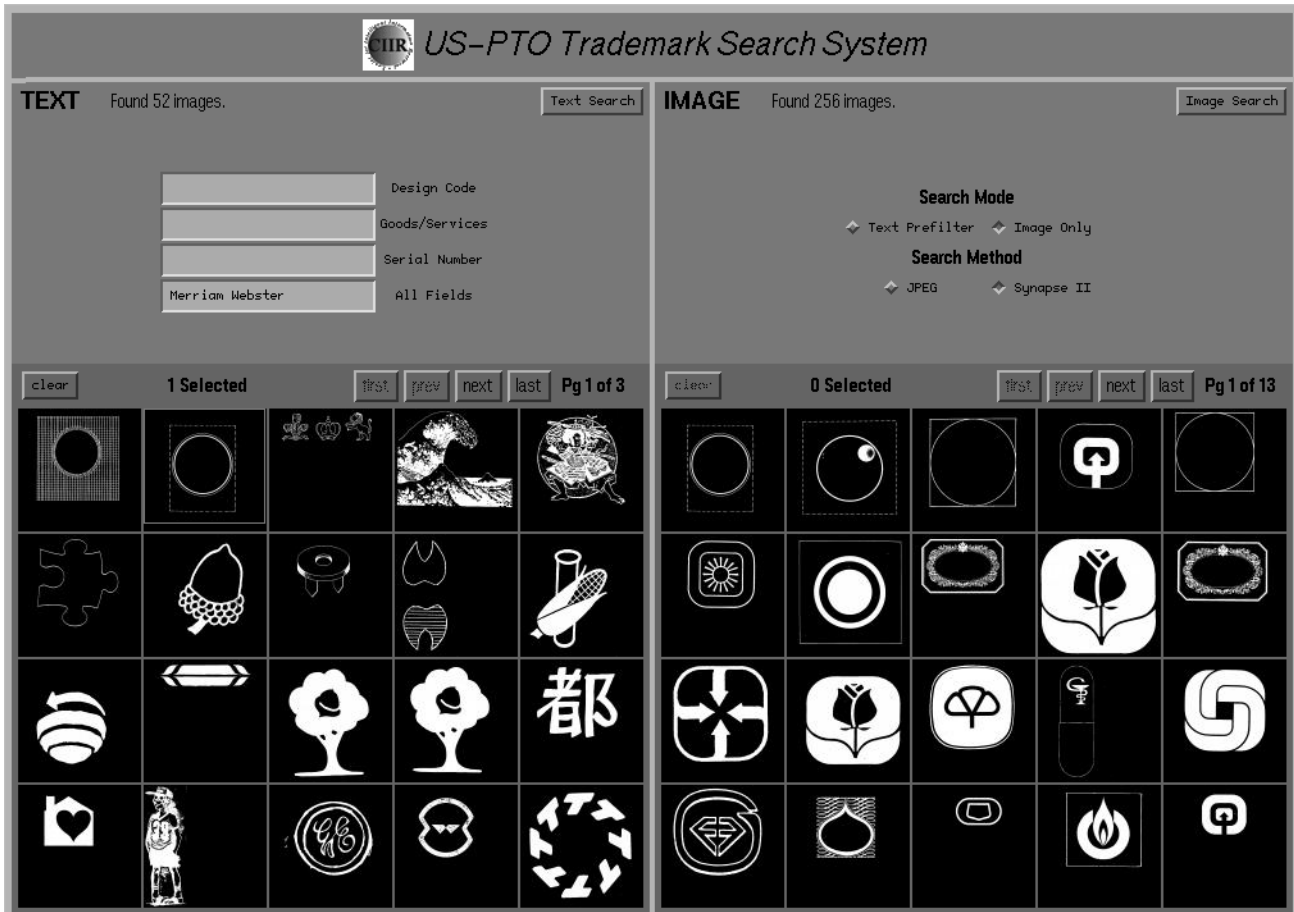 CIIR US-PTO Trademark Search System
TEXT Found 52 images. Text Search
Design Code
Goods/Services
Serial Number
Merriam Webster All Fields
clear 1 Selected first prev next last Pg 1 of 3
都
IMAGE Found 256 images. Image Search
Search Mode
Text Prefilter Image Only
Search Method
JPEG Synapse II
clear 0 Selected first prev next last Pg 1 of 13